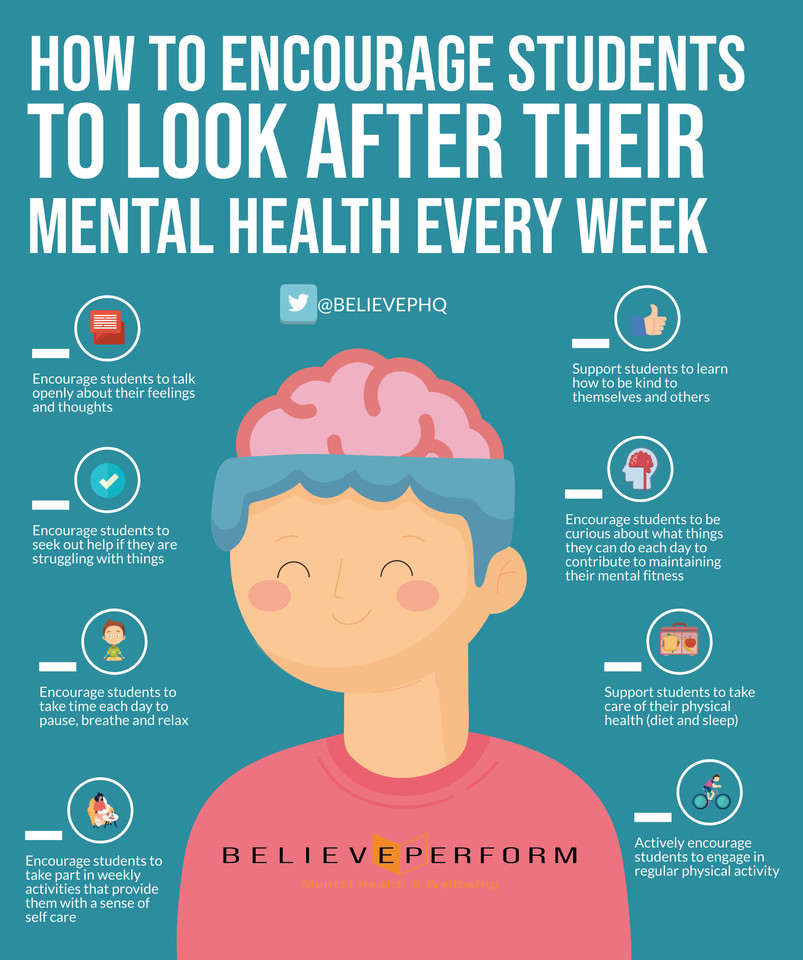 HOW TO ENCOURAGE STUDENTS
TO LOOK AFTER THEIR
MENTAL HEALTH EVERY WEEK
@BELIEVEPHQ
Encourage students to talk
openly about their feelings
and thoughts
Encourage students to
seek out help if they are
struggling with things
Encourage students to
take time each day to
pause, breathe and relax
Encourage students to
take part in weekly
activities that provide
them with a sense of
self care
Support students to learn
how to be kind to
themselves and others
Encourage students to be
curious about what things
they can do each day to
contribute to maintaining
their mental fitness
Support students to take
care of their physical
health (diet and sleep)
Actively encourage
students to engage in
regular physical activity
BELIEVEPERFORM
Mental Health & Wellbeing